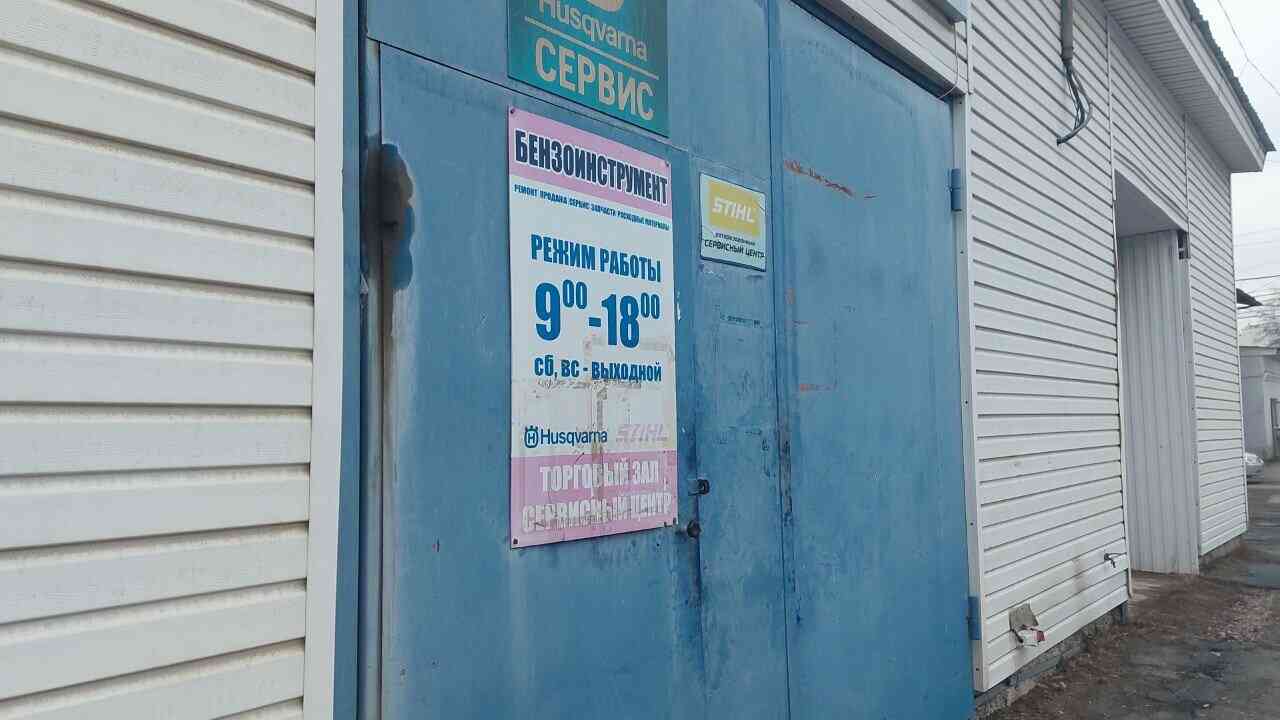 Husqvarna
СЕРВИС
БЕНЗОИНСТРУМЕНТ
РЕМОНТ ПРОДАЖА СЕРВИС ЗАПЧАСТИ РАСХОДНЫЕ МАТЕРИАЛЫ
РЕЖИМ РАБОТЫ
9⁰⁰-18⁰⁰
сб, вс - выходной
Husqvarna STIHL
ТОРГОВЫЙ ЗАЛ
СЕРВИСНЫЙ ЦЕНТР
STIHL
СЕРВИСНЫЙ ЦЕНТР